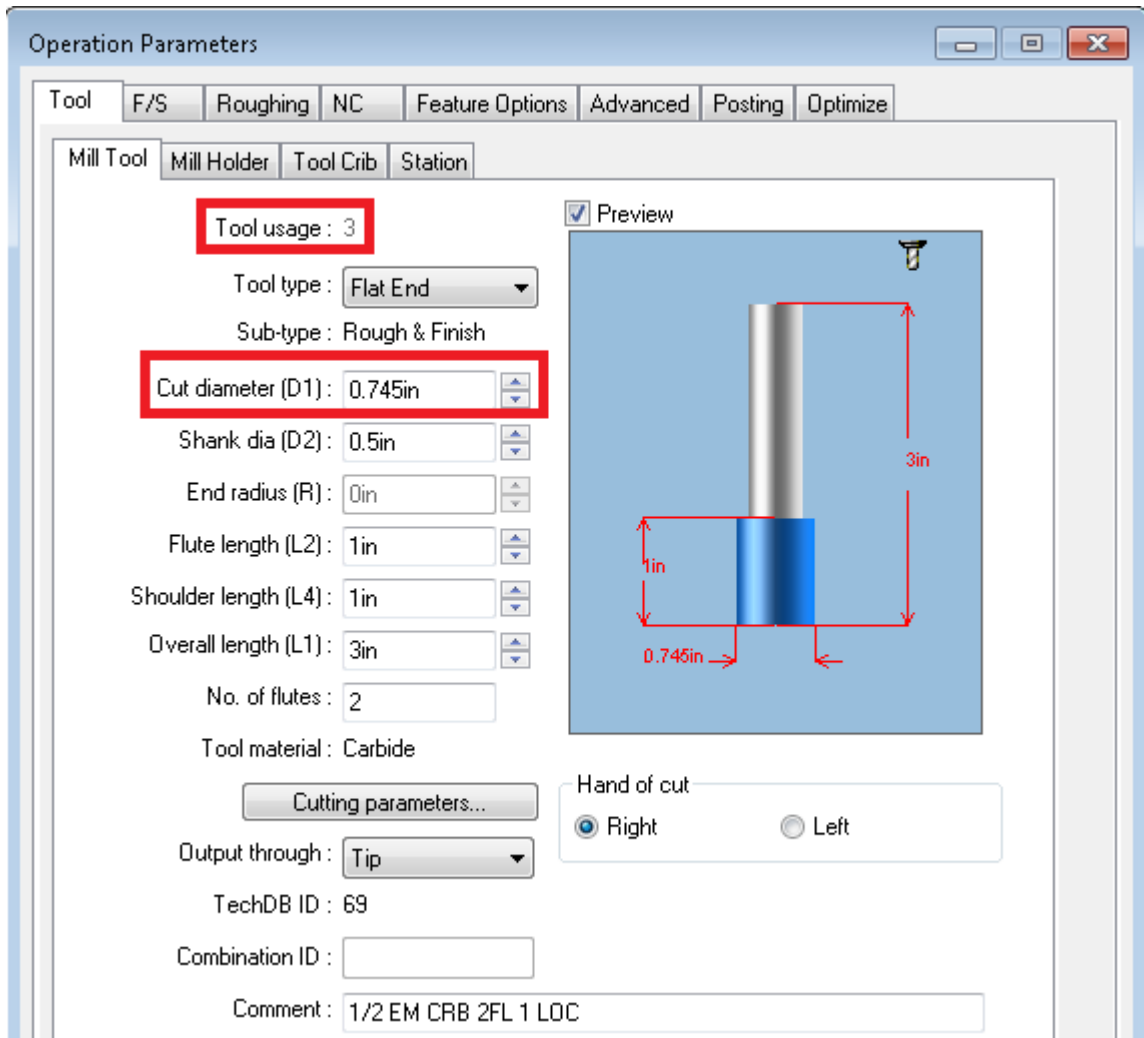 Operation Parameters
Tool F/S Roughing NC Feature Options Advanced Posting Optimize
Mill Tool Mill Holder Tool Crib Station
Tool usage : 3
Preview
Tool type : Flat End
Sub-type : Rough & Finish
Cut diameter (D1) : 0.745in
Shank dia (D2) : 0.5in
3in
End radius (R) : 0in
Flute length (L2) : 1in
1in
Shoulder length (L4) : 1in
Overall length (L1) : 3in
0.745in
No. of flutes : 2
Tool material : Carbide
Cutting parameters...
Hand of cut
Right Left
Output through : Tip
TechDB ID : 69
Combination ID :
Comment : 1/2 EM CRB 2FL 1 LOC